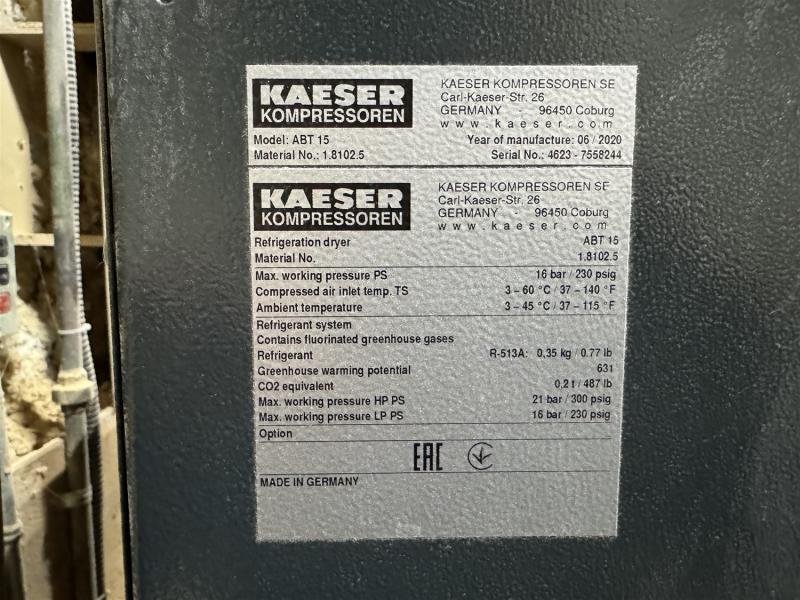 KAESER
KOMPRESSOREN
KAESER KOMPRESSOREN SE
Carl-Kaeser-Str. 26
GERMANY - 96450 Coburg
www.kaeser.com
Model: ABT 15
Year of manufacture: 06 / 2020
Material No.: 1.8102.5
Serial No.: 4623 - 7558244
KAESER
KOMPRESSOREN
KAESER KOMPRESSOREN SE
Carl-Kaeser-Str. 26
GERMANY - 96450 Coburg
www.kaeser.com
Refrigeration dryer ABT 15
Material No. 1.8102.5
Max. working pressure PS 16 bar / 230 psig
Compressed air inlet temp. TS 3 – 60 °C / 37 – 140 °F
Ambient temperature 3 – 45 °C / 37 – 115 °F
Refrigerant system
Contains fluorinated greenhouse gases
Refrigerant R-513A: 0,35 kg / 0.77 lb
Greenhouse warming potential 631
CO2 equivalent 0,2 t / 487 lb
Max. working pressure HP PS 21 bar / 300 psig
Max. working pressure LP PS 16 bar / 230 psig
Option
EAC
MADE IN GERMANY